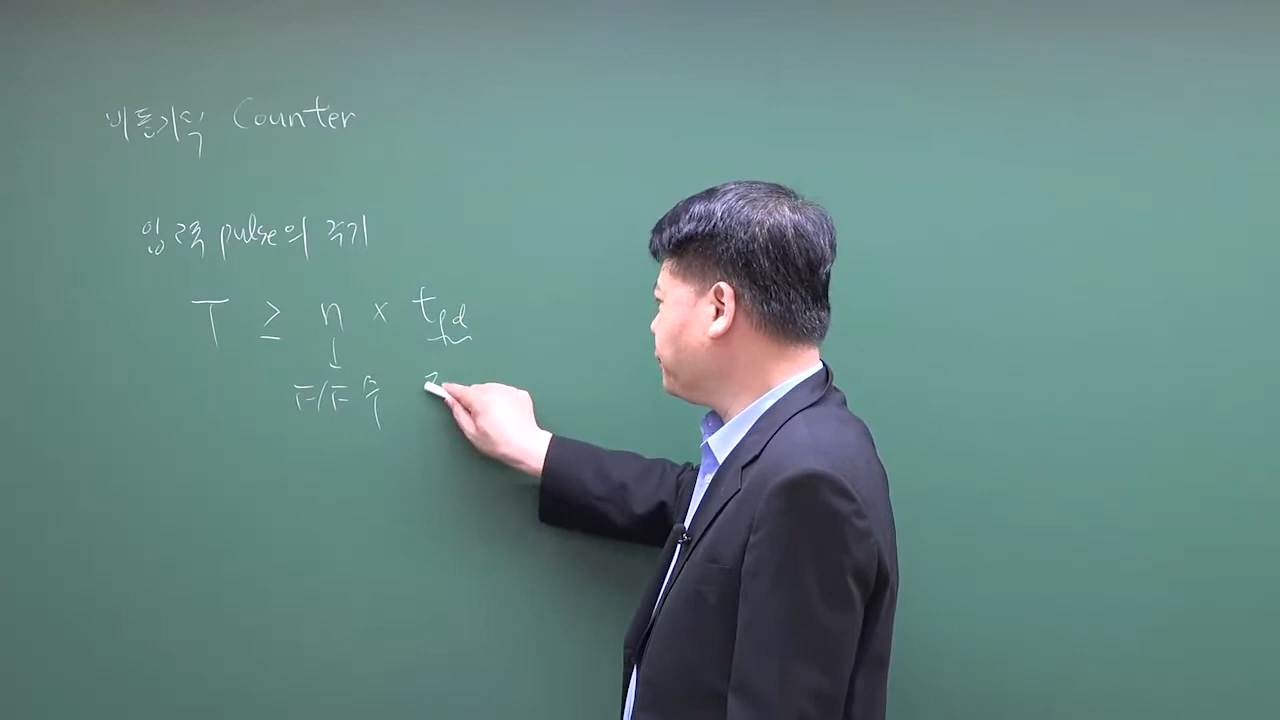 비동기식 Counter
입력 pulse의 주기
T ≥ n × tpd
↓
F/F 수